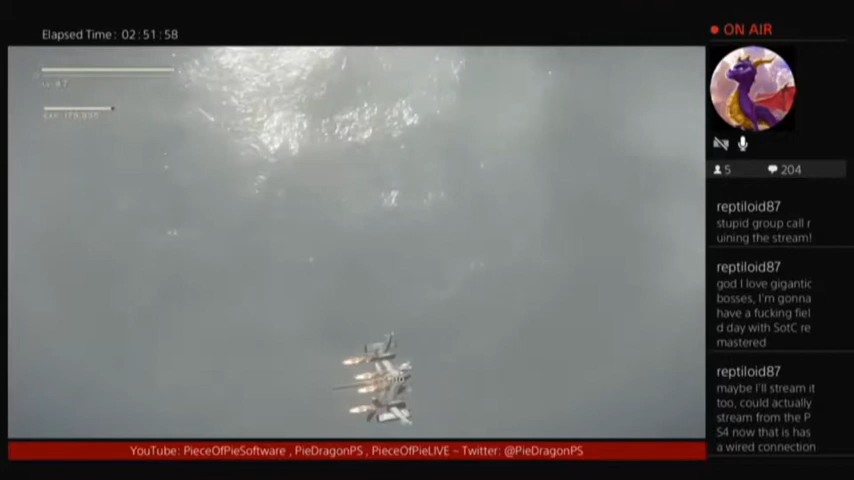 Elapsed Time: 02:51:58
ON AIR
5
204
reptiloid87
stupid group call r
uining the stream!
reptiloid87
god I love gigantic
bosses, I'm gonna
have a fucking fiel
d day with SotC re
mastered
reptiloid87
maybe I'll stream it
too, could actually
stream from the P
S4 now that is has
a wired connection
YouTube: PieceOfPieSoftware , PieDragonPS , PieceOfPieLIVE ~ Twitter: @PieDragonPS